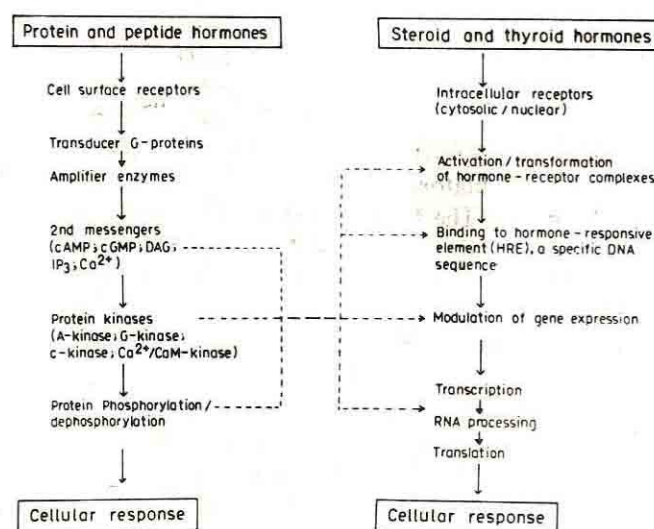 Protein and peptide hormones
Cell surface receptors
Transducer G-proteins
Amplifier enzymes
2nd messengers
(cAMP; cGMP; DAG;
IP3; Ca2+)
Protein kinases
(A-kinase; G-kinase;
c-kinase; Ca2+/CaM-kinase)
Protein Phosphorylation/
dephosphorylation
Cellular response
Steroid and thyroid hormones
Intracellular receptors
(cytosolic / nuclear)
Activation / transformation
of hormone-receptor complexes
Binding to hormone-responsive
element (HRE), a specific DNA
sequence
Modulation of gene expression
Transcription
RNA processing
Translation
Cellular response